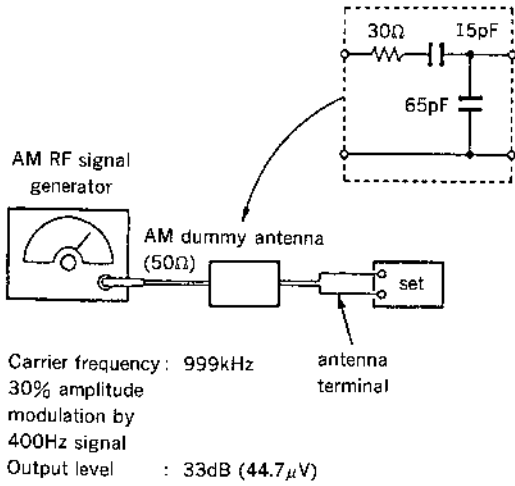 30Ω
I5pF
65pF
AM RF signal
generator
AM dummy antenna
(50Ω)
set
antenna
terminal
Carrier frequency : 999kHz
30% amplitude
modulation by
400Hz signal
Output level : 33dB (44.7μV)